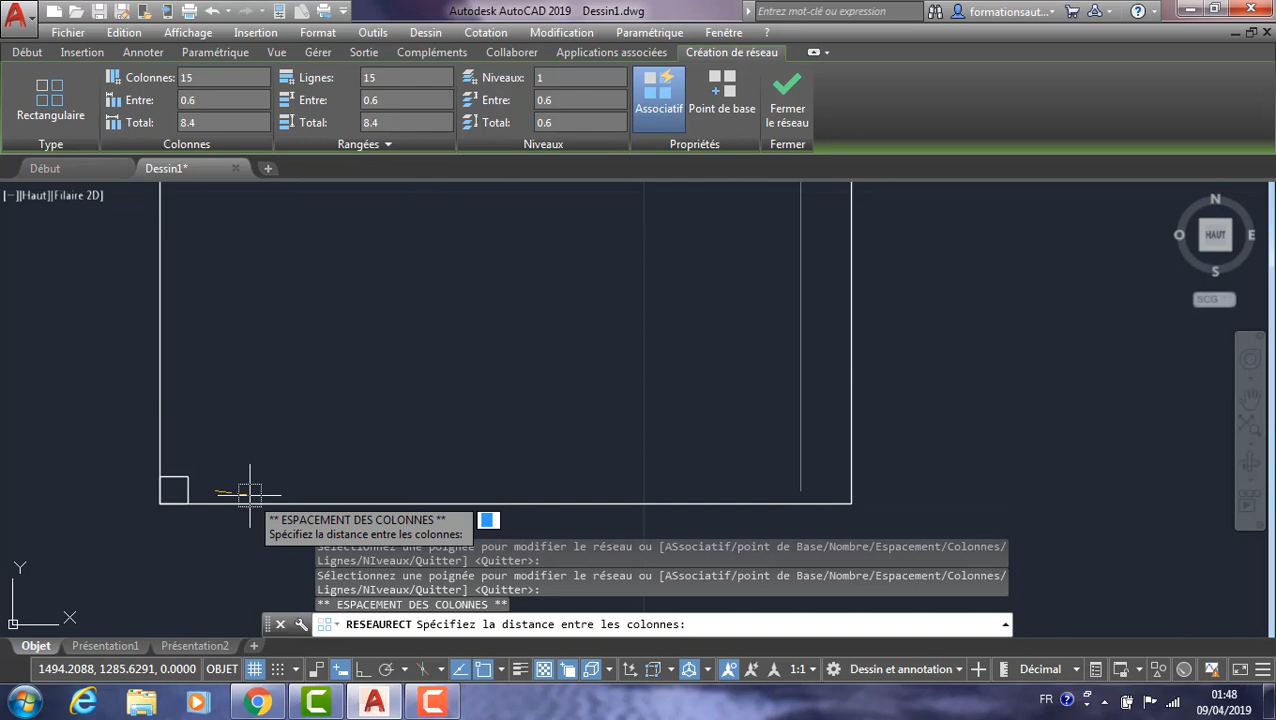 Autodesk AutoCAD 2019 Dessin1.dwg
Entrez mot-clé ou expression
formationsaut...
Fichier Edition Affichage Insertion Format Outils Dessin Cotation Modification Paramétrique Fenêtre ?
Début Insertion Annoter Paramétrique Vue Gérer Sortie Compléments Collaborer Applications associées Création de réseau
Colonnes: 15 Lignes: 15 Niveaux: 1
Entre: 0.6 Entre: 0.6 Entre: 0.6
Total: 8.4 Total: 8.4 Total: 0.6
Rectangulaire
Associatif
Point de base
Fermer
le réseau
Type Colonnes Rangées Niveaux Propriétés Fermer
Début Dessin1*
[−][Haut][Filaire 2D]
N
O HAUT E
S
SCG
** ESPACEMENT DES COLONNES **
Spécifiez la distance entre les colonnes:
Sélectionnez une poignée pour modifier le réseau ou [ASsociatif/point de Base/Nombre/Espacement/Colonnes/
Lignes/NIveaux/Quitter] <Quitter>:
Sélectionnez une poignée pour modifier le réseau ou [ASsociatif/point de Base/Nombre/Espacement/Colonnes/
Lignes/NIveaux/Quitter] <Quitter>:
** ESPACEMENT DES COLONNES **
Y
X
RESEAURECT Spécifiez la distance entre les colonnes:
Objet Présentation1 Présentation2
1494.2088, 1285.6291, 0.0000 OBJET 1:1 Dessin et annotation Décimal
FR
01:48
09/04/2019